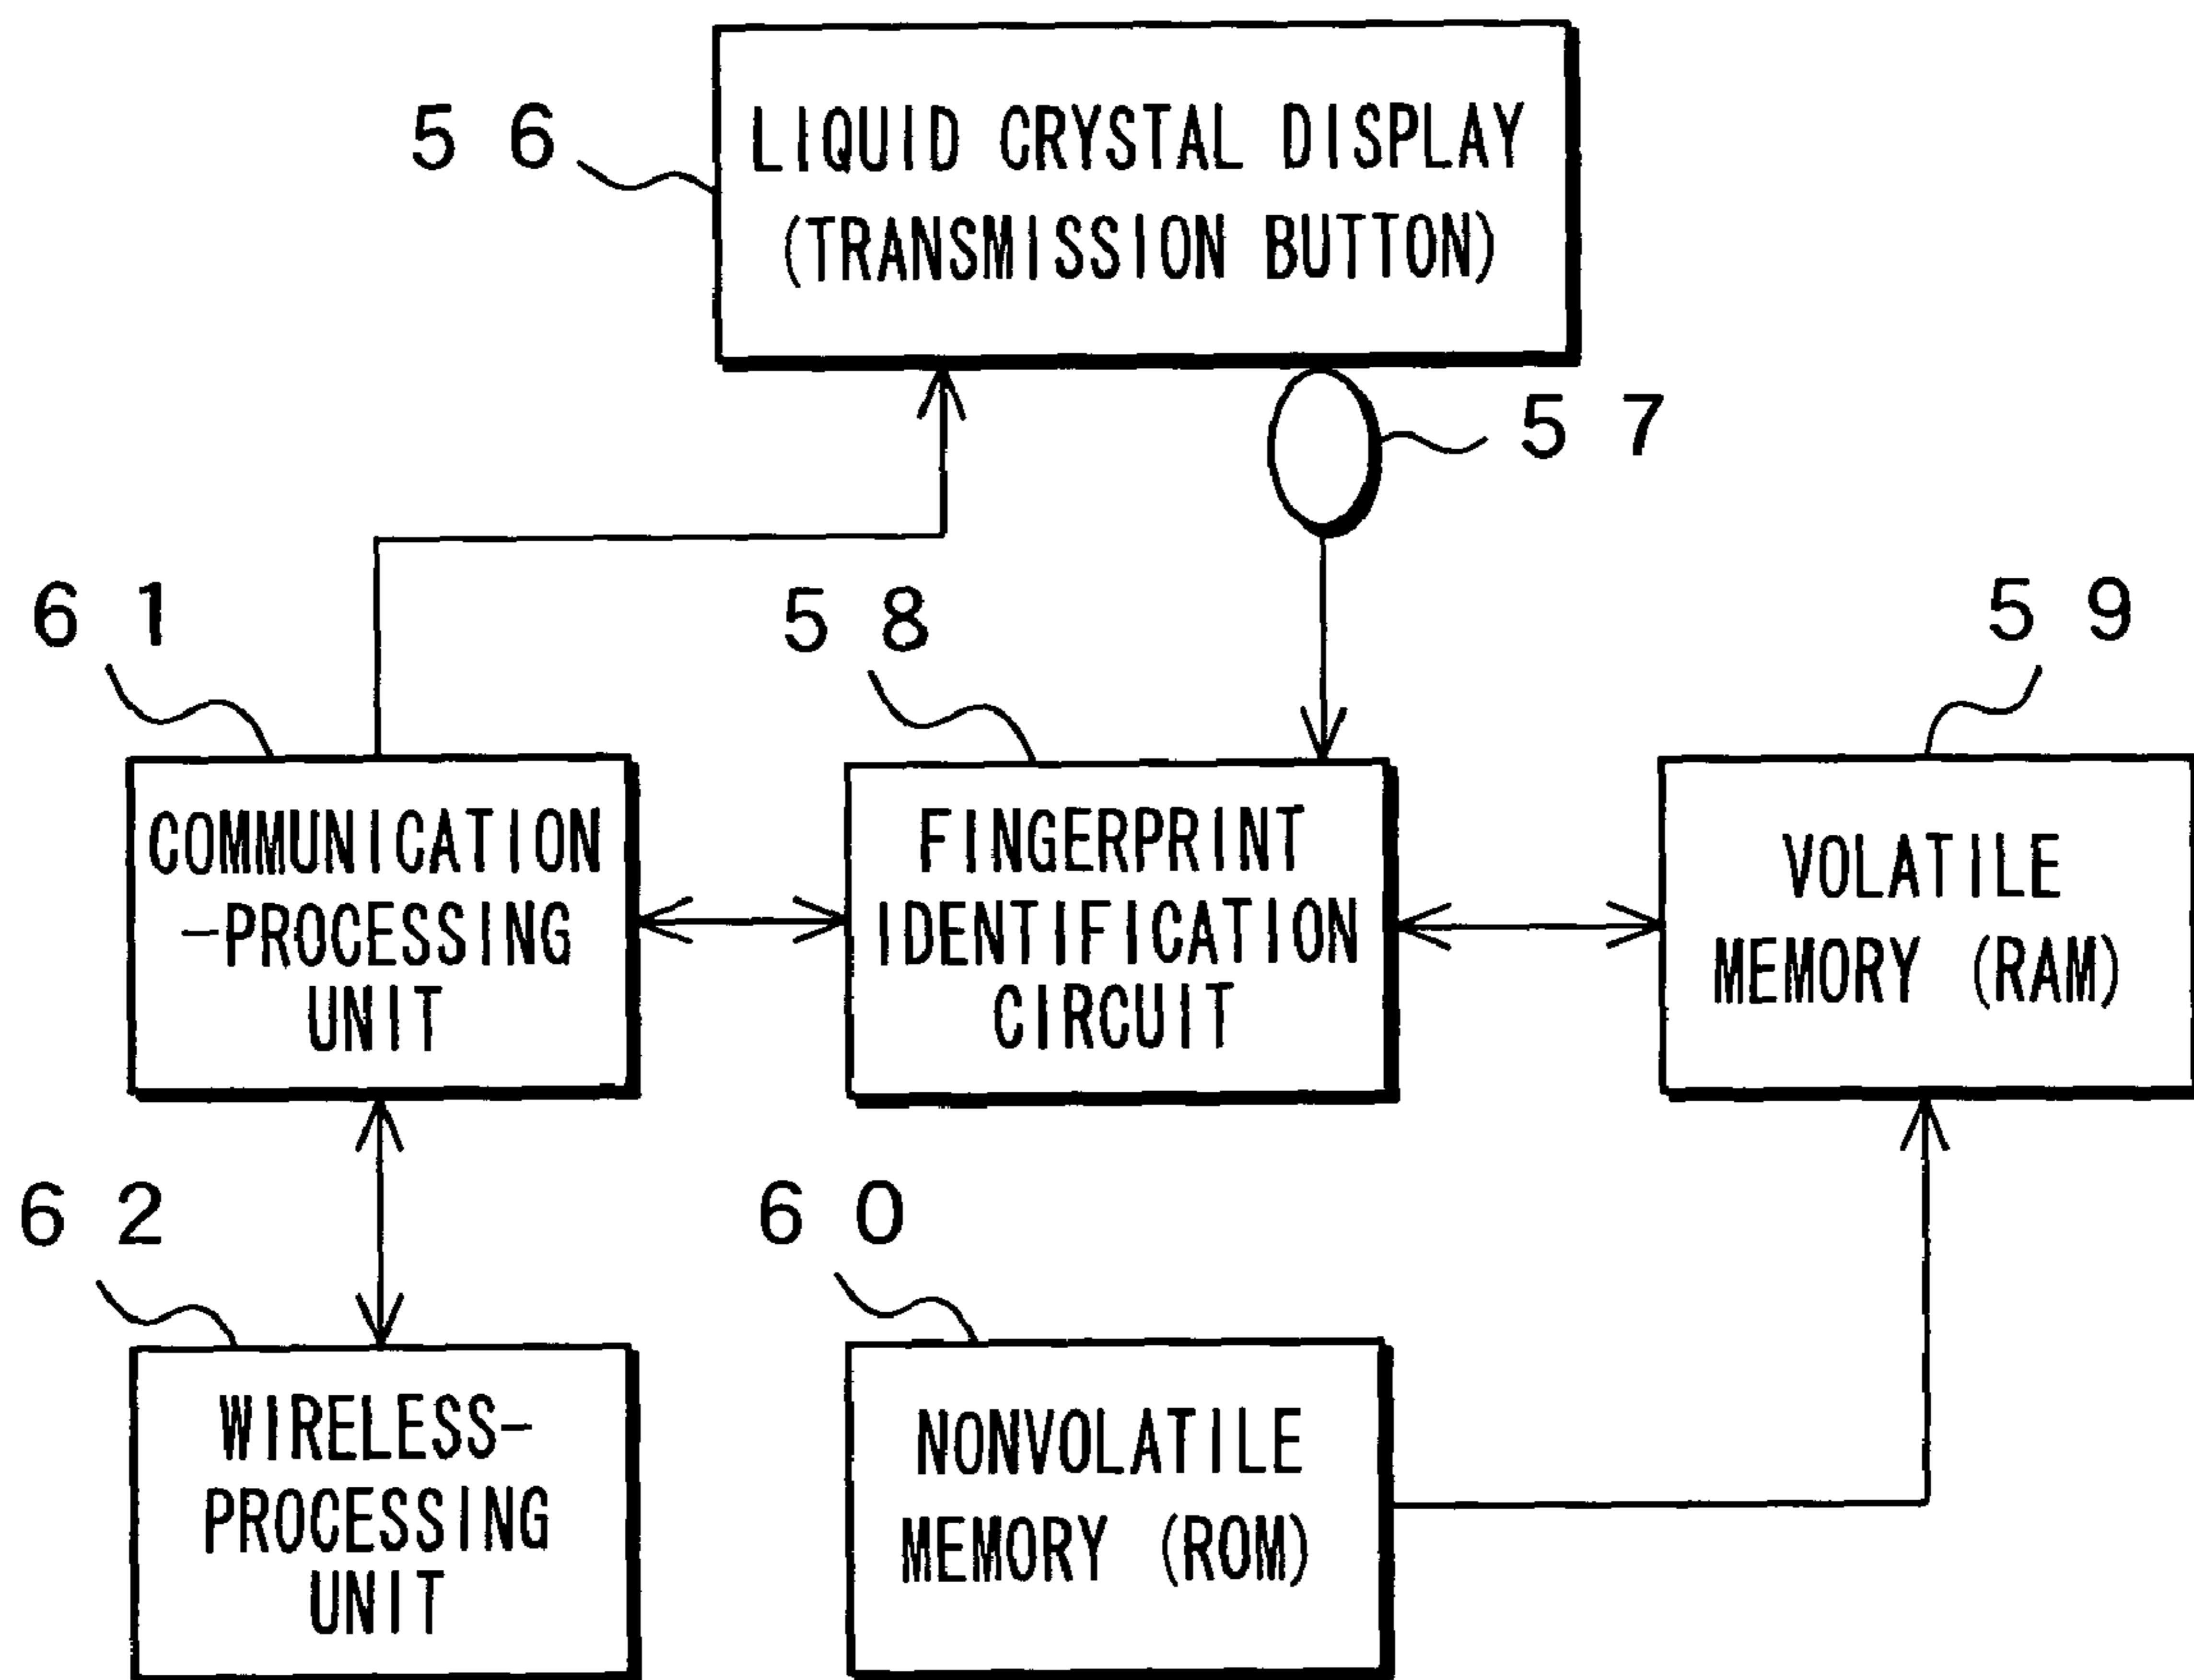 LIQUID CRYSTAL DISPLAY
(TRANSMISSION BUTTON)
56
57
61
58
59
COMMUNICATION
-PROCESSING
UNIT
FINGERPRINT
IDENTIFICATION
CIRCUIT
VOLATILE
MEMORY (RAM)
62
60
WIRELESS-
PROCESSING
UNIT
NONVOLATILE
MEMORY (ROM)